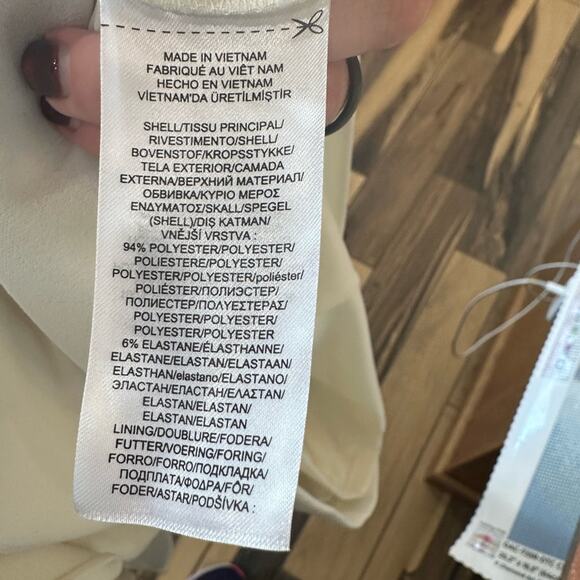 MADE IN VIETNAM
FABRIQUÉ AU VIÊT NAM
HECHO EN VIETNAM
VİETNAM'DA ÜRETİLMİŞTİR
SHELL/TISSU PRINCIPAL/
RIVESTIMENTO/SHELL/
BOVENSTOF/KROPSSTYKKE/
TELA EXTERIOR/CAMADA
EXTERNA/ВЕРХНИЙ МАТЕРИАЛ/
ОБВИВКА/ΚΥΡΙΟ ΜΕΡΟΣ
ΕΝΔΥΜΑΤΟΣ/SKALL/SPEGEL
(SHELL)/DIŞ KATMAN/
VNĚJŠÍ VRSTVA :
94% POLYESTER/POLYESTER/
POLIESTERE/POLYESTER/
POLYESTER/POLYESTER/poliéster/
POLIÉSTER/ПОЛИЭСТЕР/
ПОЛИЕСТЕР/ΠΟΛΥΕΣΤΕΡΑΣ/
POLYESTER/POLYESTER/
POLYESTER/POLYESTER
6% ELASTANE/ÉLASTHANNE/
ELASTANE/ELASTAN/ELASTAAN/
ELASTHAN/elastano/ELASTANO/
ЭЛАСТАН/ЕЛАСТАН/ΕΛΑΣΤΑΝ/
ELASTAN/ELASTAN/
ELASTAN/ELASTAN
LINING/DOUBLURE/FODERA/
FUTTER/VOERING/FORING/
FORRO/FORRO/ПОДКЛАДКА/
ПОДПЛАТА/ΦΟΔΡΑ/FÔR/
FODER/ASTAR/PODŠÍVKA :